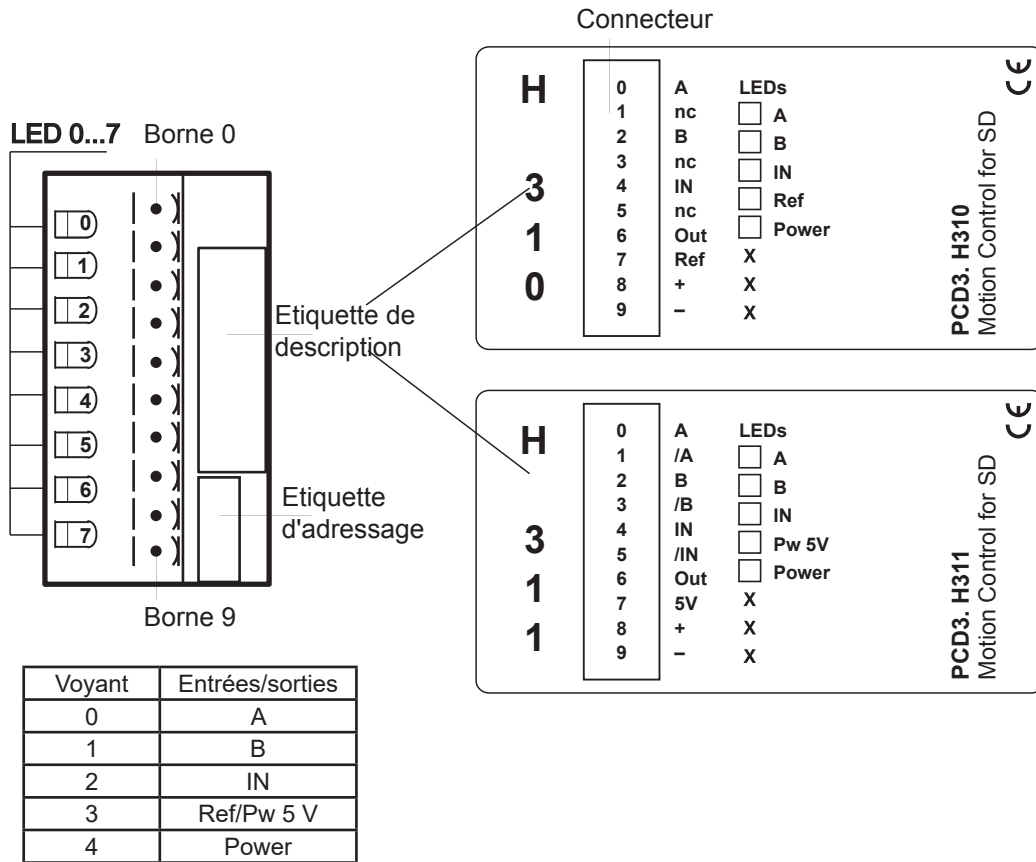 Connecteur
LED 0...7
Borne 0
0
1
2
3
4
5
6
7
Borne 9
Etiquette de
description
Etiquette
d'adressage
H
3
1
0
0 A LEDs
1 nc A
2 B B
3 nc IN
4 IN Ref
5 nc Power
6 Out
7 Ref X
8 + X
9 – X
PCD3. H310
Motion Control for SD
CE
H
3
1
1
0 A LEDs
1 /A A
2 B B
3 /B IN
4 IN Pw 5V
5 /IN Power
6 Out X
7 5V X
8 + X
9 –
PCD3. H311
Motion Control for SD
CE
Voyant Entrées/sorties
0 A
1 B
2 IN
3 Ref/Pw 5 V
4 Power